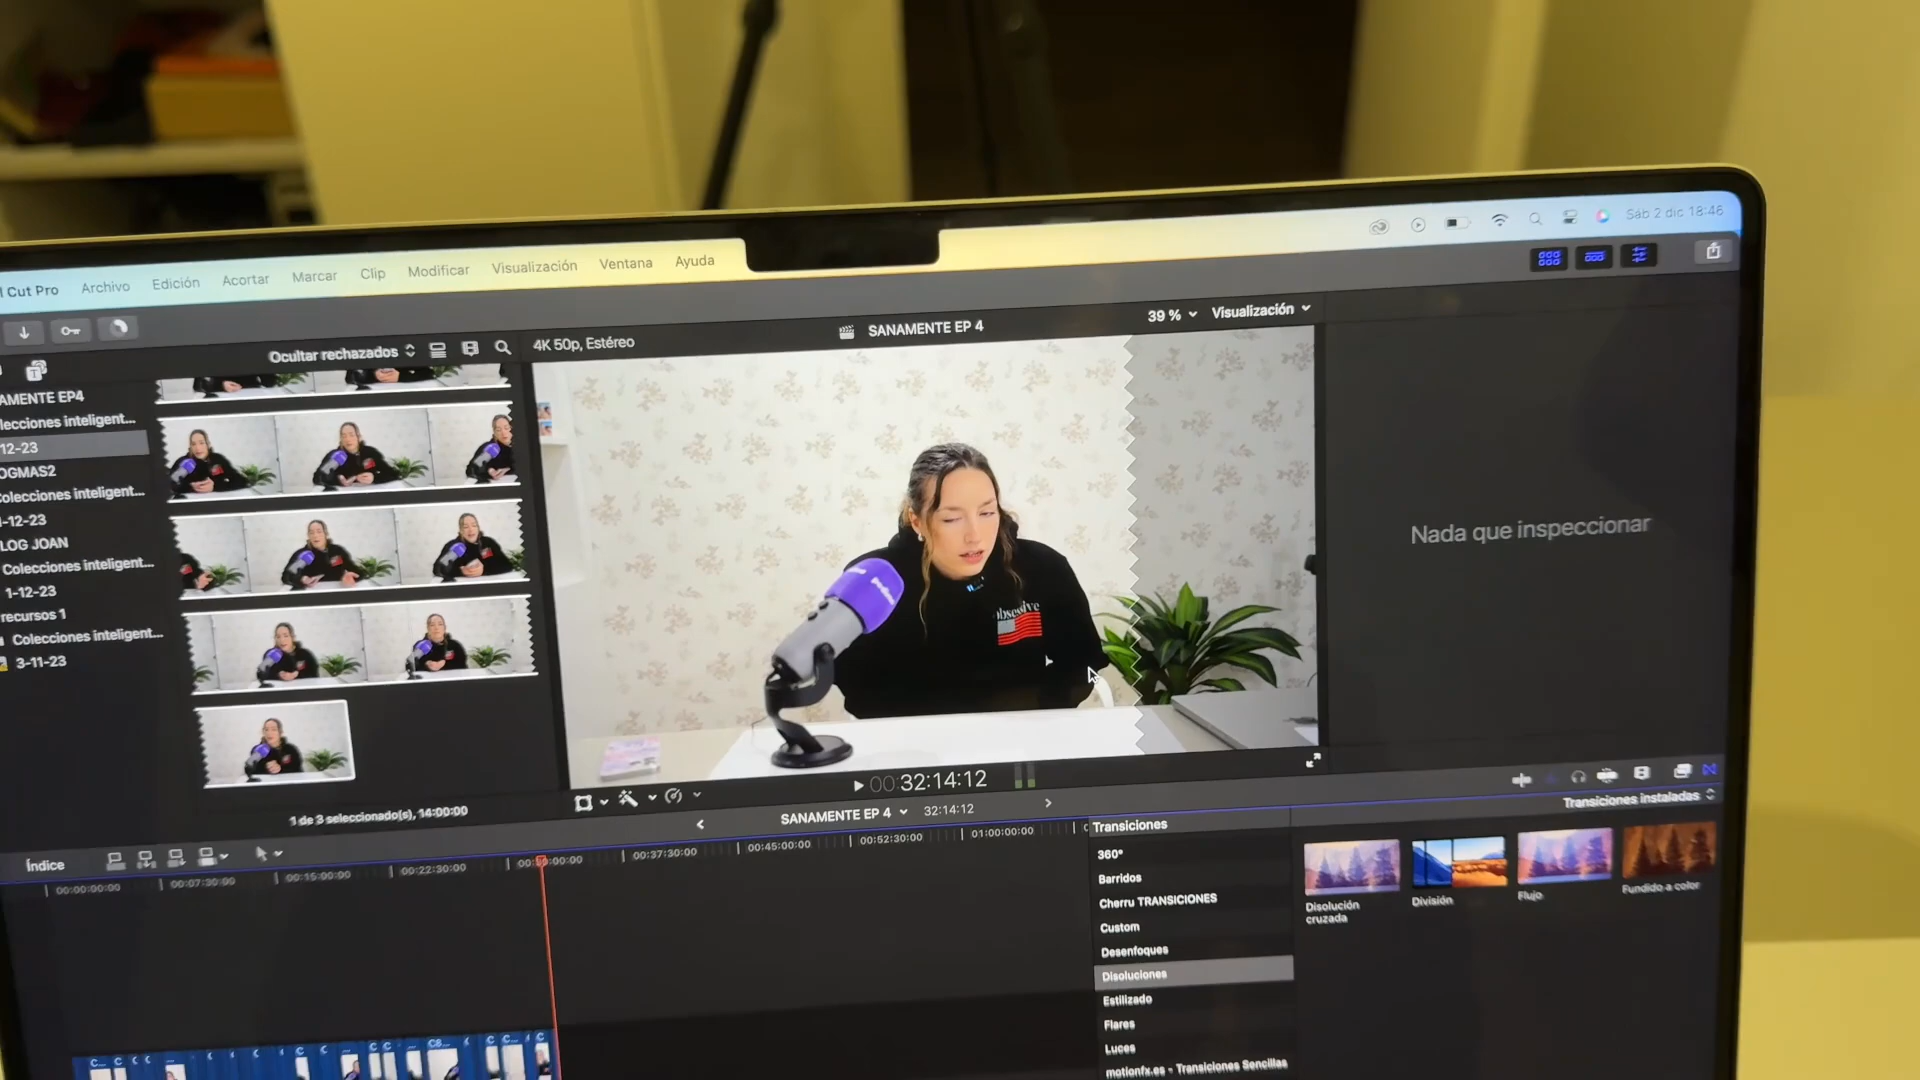 l Cut Pro Archivo Edición Acortar Marcar Clip Modificar Visualización Ventana Ayuda
Sáb 2 dic 18:46
Ocultar rechazados
4K 50p, Estéreo
SANAMENTE EP 4
39 %
Visualización
AMENTE EP4
lecciones inteligent...
12-23
OGMAS2
Colecciones inteligent...
-12-23
LOG JOAN
Colecciones inteligent...
1-12-23
recursos 1
Colecciones inteligent...
3-11-23
obsessive
Nada que inspeccionar
1 de 3 seleccionado(s), 14:00:00
00:32:14:12
SANAMENTE EP 4
32:14:12
Índice
00:00:00:00
00:07:30:00
00:15:00:00
00:22:30:00
00:30:00:00
00:37:30:00
00:45:00:00
00:52:30:00
01:00:00:00
Transiciones
Transiciones instaladas
360°
Barridos
Cherru TRANSICIONES
Custom
Desenfoques
Disoluciones
Estilizado
Flares
Luces
motionfx.es - Transiciones Sencillas
Disolución
cruzada
División
Flujo
Fundido a color